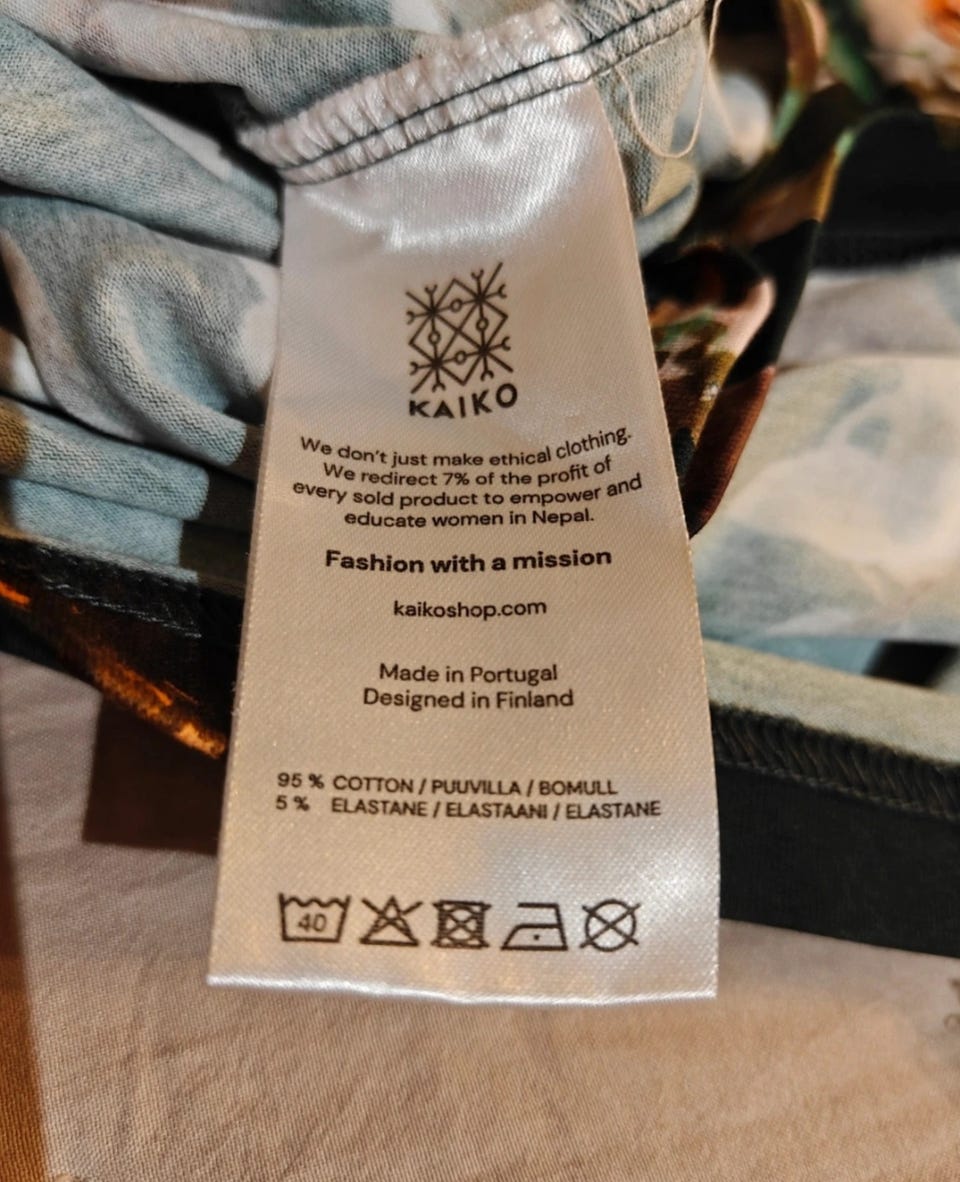 KAIKO
We don't just make ethical clothing.
We redirect 7% of the profit of
every sold product to empower and
educate women in Nepal.
Fashion with a mission
kaikoshop.com
Made in Portugal
Designed in Finland
95 % COTTON / PUUVILLA / BOMULL
5 % ELASTANE / ELASTAANI / ELASTANE
40